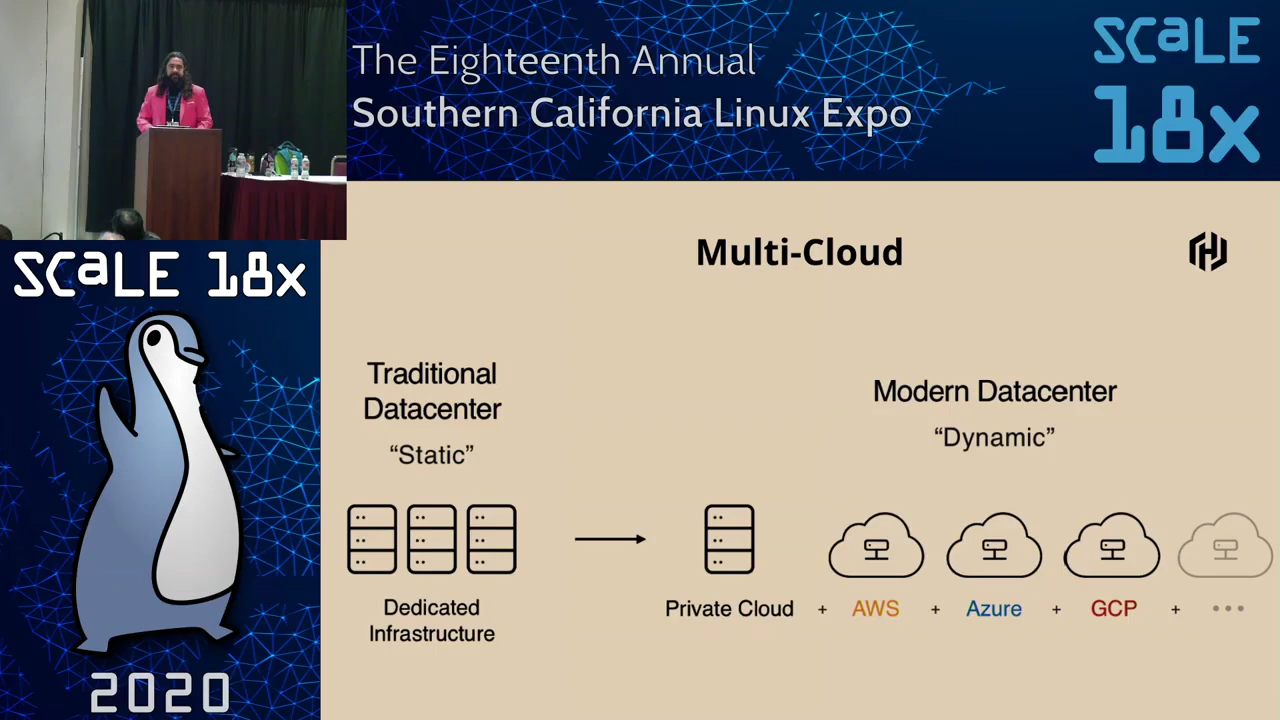 The Eighteenth Annual
Southern California Linux Expo
SCaLE
18x
SCaLE 18x
2020
Multi-Cloud
Traditional
Datacenter
“Static”
Dedicated
Infrastructure
Modern Datacenter
“Dynamic”
Private Cloud + AWS + Azure + GCP + •••